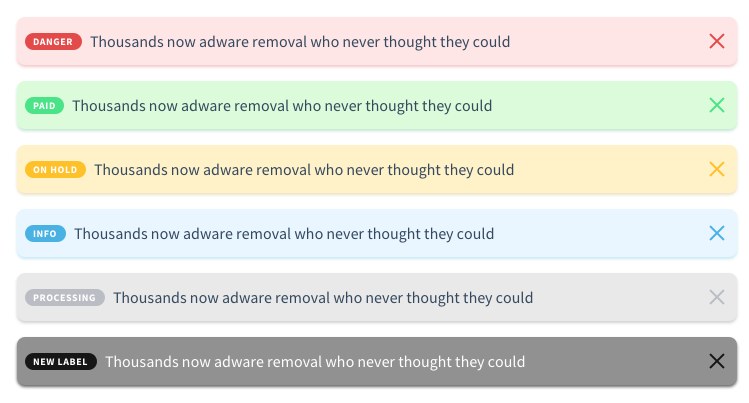 DANGER Thousands now adware removal who never thought they could
PAID Thousands now adware removal who never thought they could
ON HOLD Thousands now adware removal who never thought they could
INFO Thousands now adware removal who never thought they could
PROCESSING Thousands now adware removal who never thought they could
NEW LABEL Thousands now adware removal who never thought they could